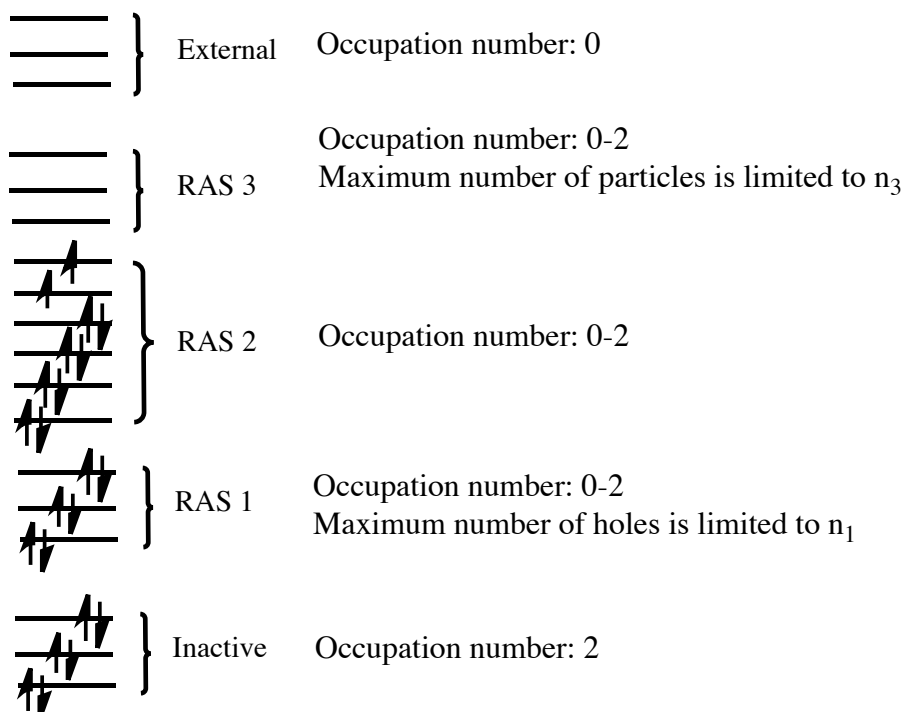 External Occupation number: 0
Occupation number: 0-2
RAS 3 Maximum number of particles is limited to n₃
RAS 2 Occupation number: 0-2
Occupation number: 0-2
RAS 1 Maximum number of holes is limited to n₁
Inactive Occupation number: 2